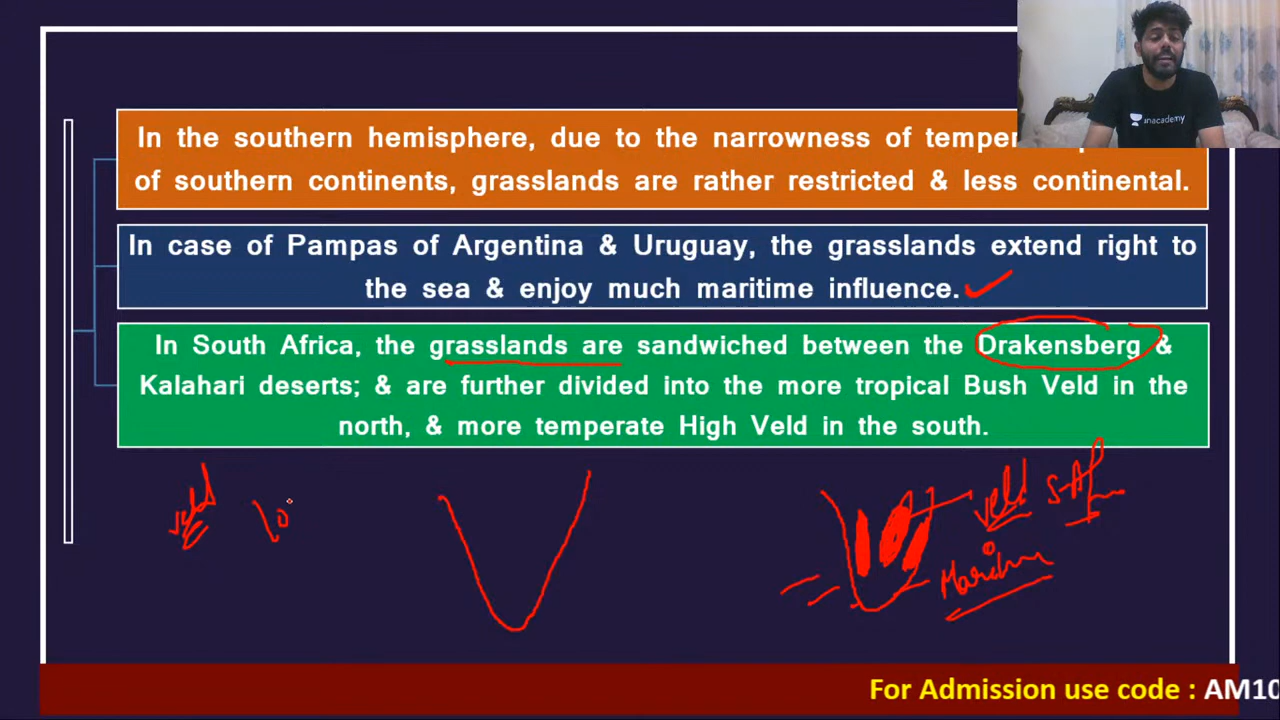 In the southern hemisphere, due to the narrowness of temper
of southern continents, grasslands are rather restricted & less continental.
unacademy
In case of Pampas of Argentina & Uruguay, the grasslands extend right to
the sea & enjoy much maritime influence.
In South Africa, the grasslands are sandwiched between the Drakensberg &
Kalahari deserts; & are further divided into the more tropical Bush Veld in the
north, & more temperate High Veld in the south.
veld
veld S-Af
For Admission use code : AM10